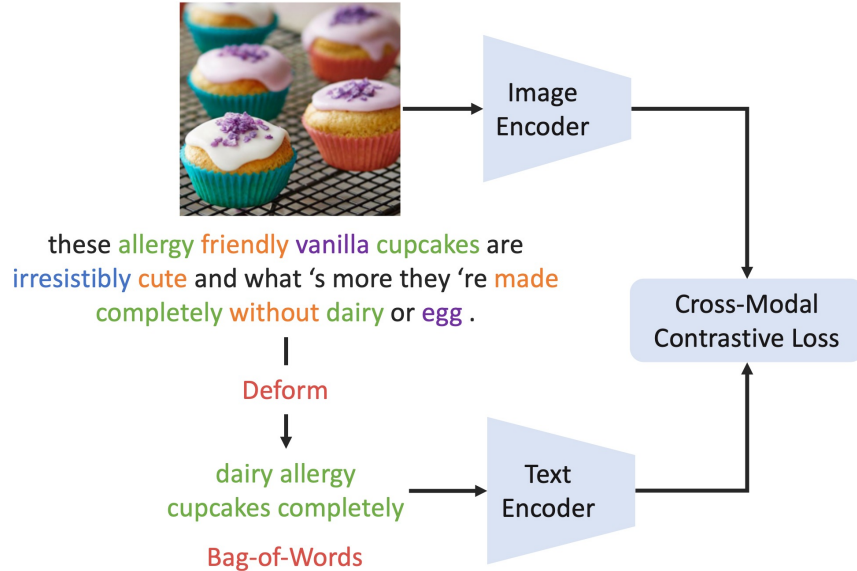 Image
Encoder
these allergy friendly vanilla cupcakes are
irresistibly cute and what ‘s more they ‘re made
completely without dairy or egg .
Cross-Modal
Contrastive Loss
Deform
dairy allergy
cupcakes completely
Text
Encoder
Bag-of-Words